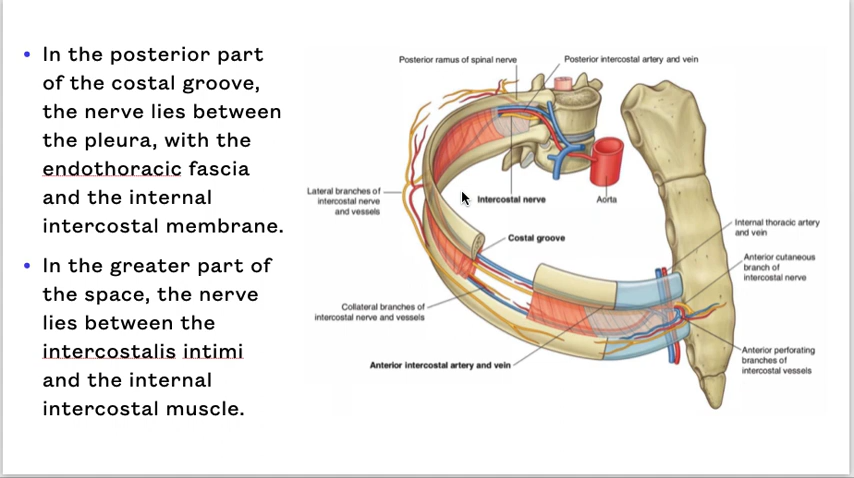 • In the posterior part
of the costal groove,
the nerve lies between
the pleura, with the
endothoracic fascia
and the internal
intercostal membrane.
• In the greater part of
the space, the nerve
lies between the
intercostalis intimi
and the internal
intercostal muscle.
Posterior ramus of spinal nerve
Posterior intercostal artery and vein
Lateral branches of
intercostal nerve
and vessels
Intercostal nerve
Aorta
Costal groove
Internal thoracic artery
and vein
Anterior cutaneous
branch of
intercostal nerve
Collateral branches of
intercostal nerve and vessels
Anterior intercostal artery and vein
Anterior perforating
branches of
intercostal vessels